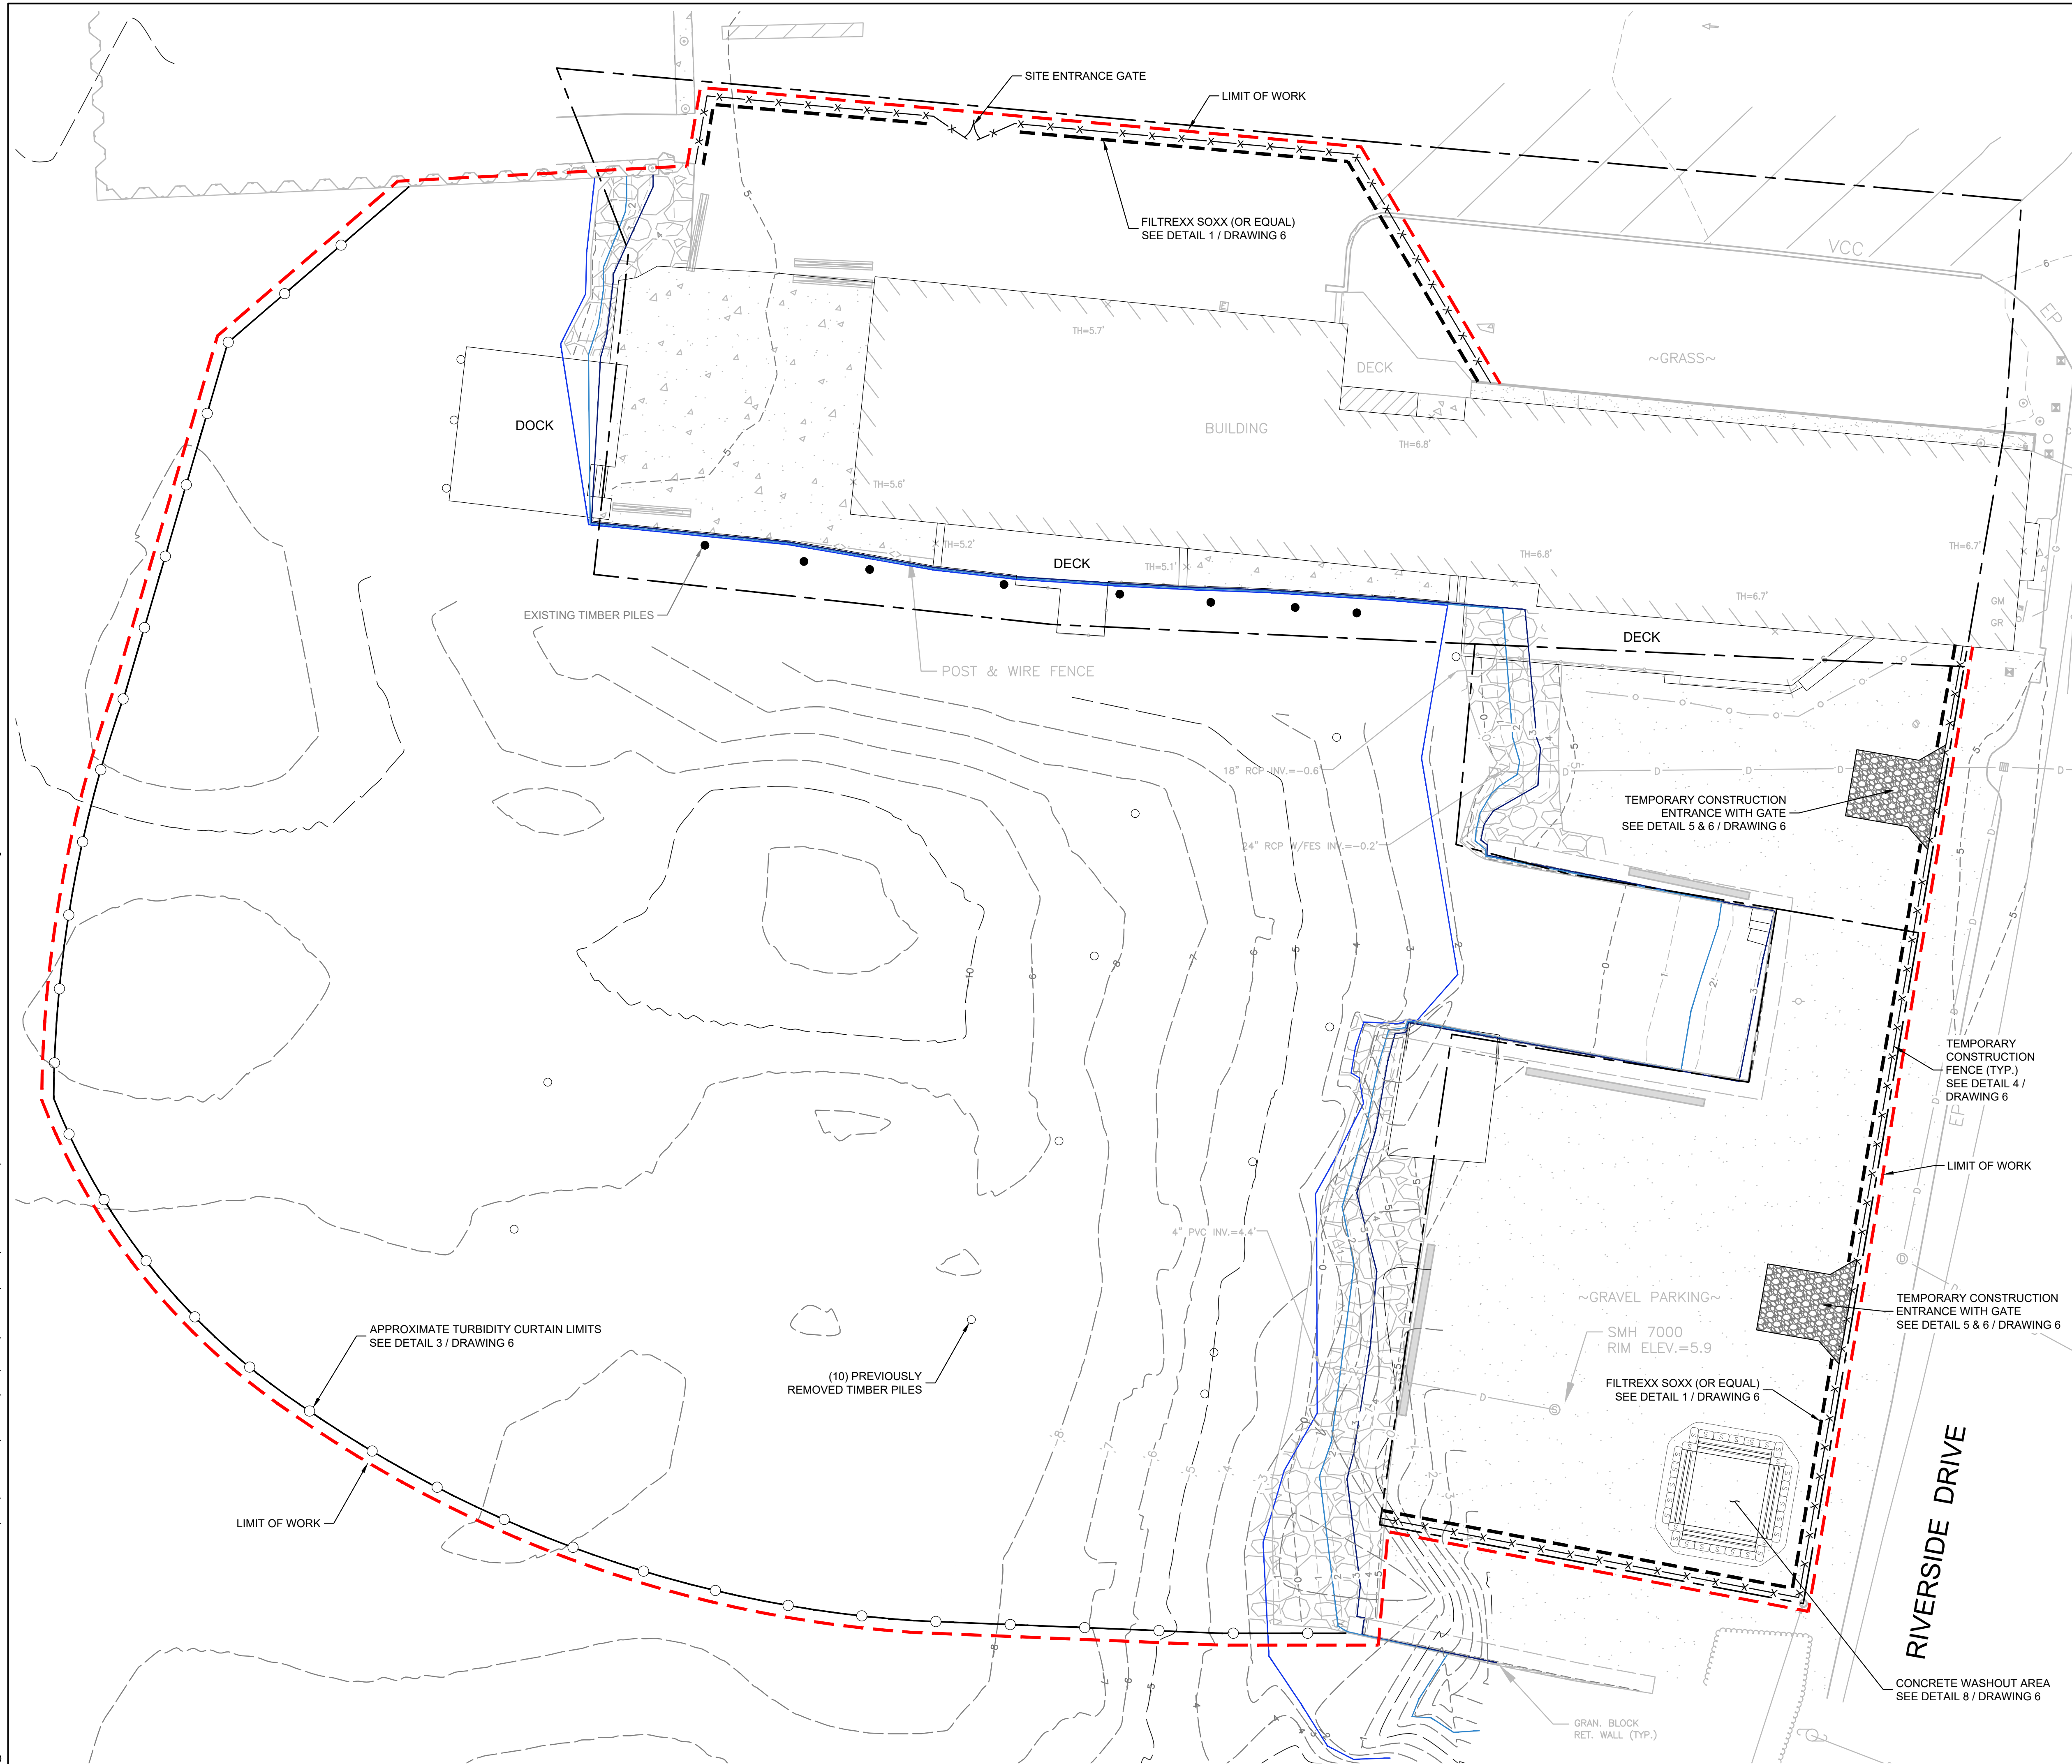 SITE ENTRANCE GATE
LIMIT OF WORK
FILTREXX SOXX (OR EQUAL)
SEE DETAIL 1 / DRAWING 6
VCC
EP
TH=5.7'
DECK
~GRASS~
DOCK
BUILDING
TH=6.8'
TH=5.6'
TH=5.2'
DECK
TH=5.1'
TH=6.8'
TH=6.7'
TH=6.7'
GM
GR
EXISTING TIMBER PILES
DECK
POST & WIRE FENCE
18" RCP INV.=-0.6'
24" RCP W/FES INV.=-0.2'
TEMPORARY CONSTRUCTION
ENTRANCE WITH GATE
SEE DETAIL 5 & 6 / DRAWING 6
TEMPORARY
CONSTRUCTION
FENCE (TYP.)
SEE DETAIL 4 /
DRAWING 6
EP
LIMIT OF WORK
4" PVC INV.=4.4'
~GRAVEL PARKING~
SMH 7000
RIM ELEV.=5.9
TEMPORARY CONSTRUCTION
ENTRANCE WITH GATE
SEE DETAIL 5 & 6 / DRAWING 6
APPROXIMATE TURBIDITY CURTAIN LIMITS
SEE DETAIL 3 / DRAWING 6
(10) PREVIOUSLY
REMOVED TIMBER PILES
FILTREXX SOXX (OR EQUAL)
SEE DETAIL 1 / DRAWING 6
LIMIT OF WORK
RIVERSIDE DRIVE
CONCRETE WASHOUT AREA
SEE DETAIL 8 / DRAWING 6
GRAN. BLOCK
RET. WALL (TYP.)